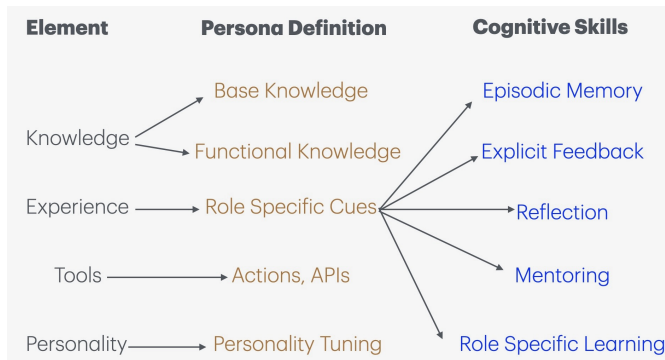 Element Persona Definition Cognitive Skills
Base Knowledge Episodic Memory
Knowledge
Functional Knowledge Explicit Feedback
Experience Role Specific Cues Reflection
Tools Actions, APIs Mentoring
Personality Personality Tuning Role Specific Learning